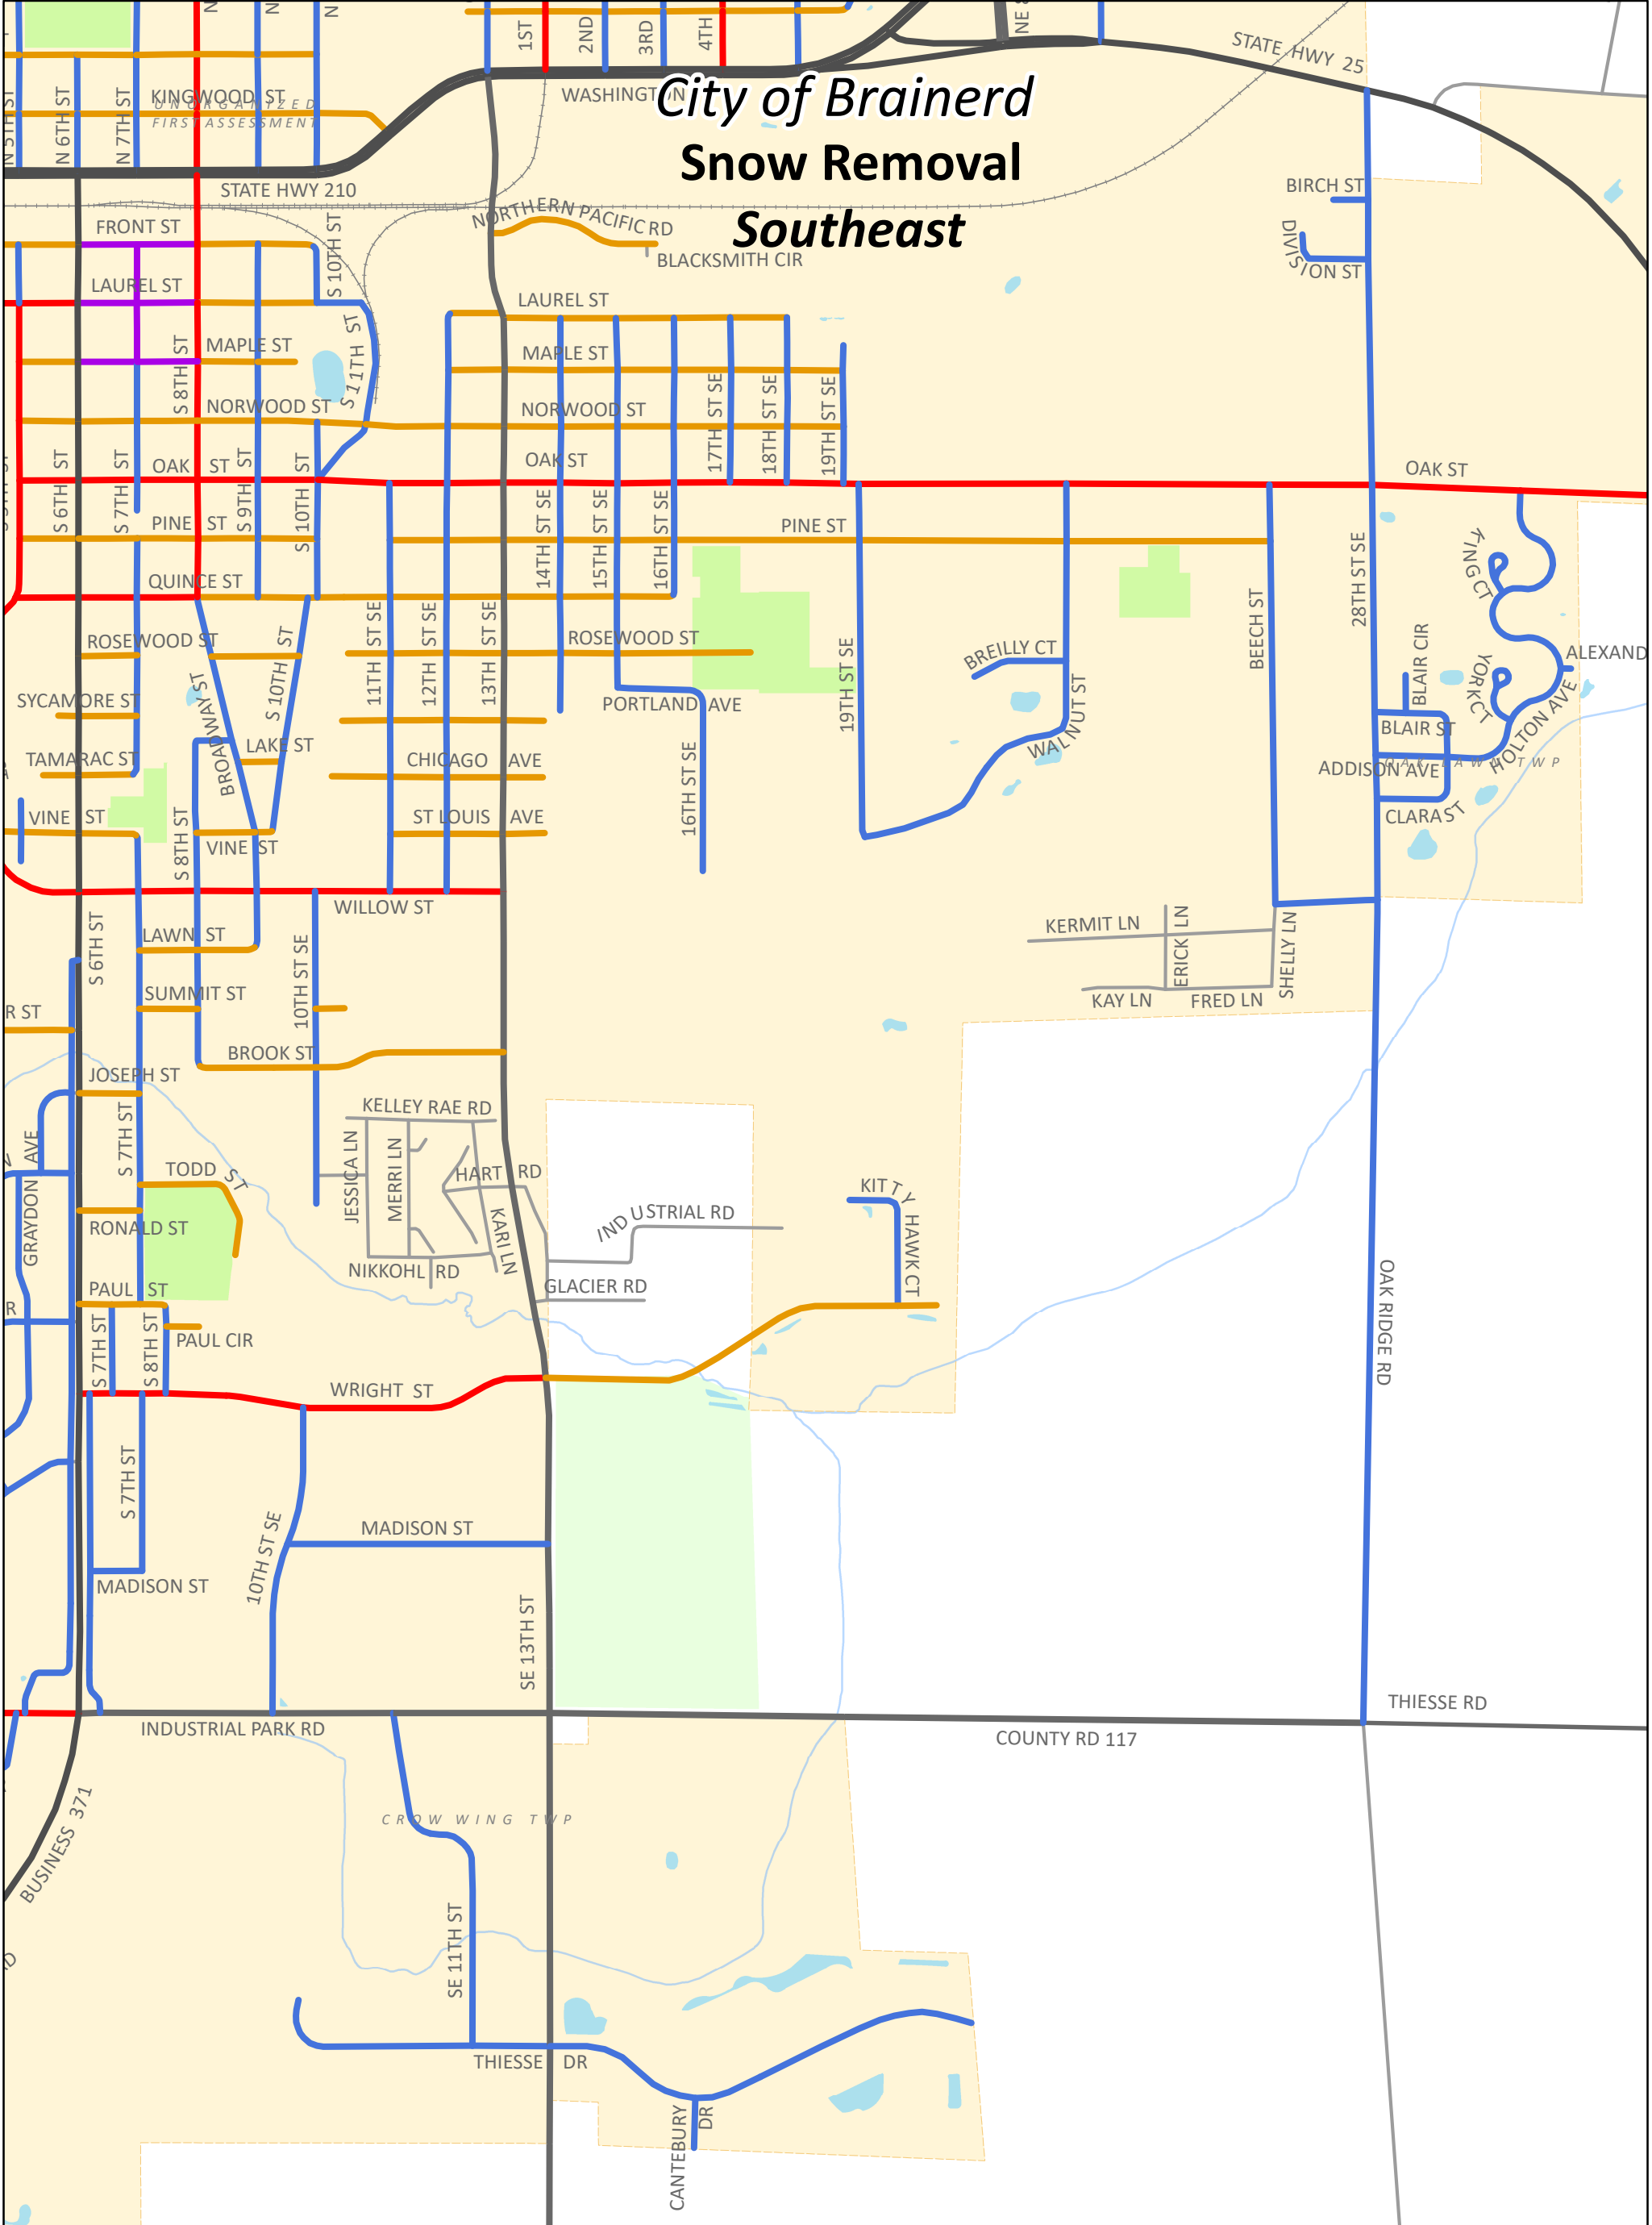 City of Brainerd
Snow Removal
Southeast
1ST
2ND
3RD
4TH
STATE HWY 25
WASHINGTON
KINGWOOD ST
UNORGANIZED
FIRST ASSESSMENT
N 5TH ST
N 6TH ST
N 7TH ST
STATE HWY 210
BIRCH ST
DIVISION ST
FRONT ST
S 10TH ST
NORTHERN PACIFIC RD
BLACKSMITH CIR
LAUREL ST
LAUREL ST
S 11TH ST
MAPLE ST
MAPLE ST
S 8TH ST
NORWOOD ST
NORWOOD ST
17TH ST SE
18TH ST SE
19TH ST SE
OAK ST
OAK ST
OAK ST
S 6TH ST
S 7TH ST
S 9TH ST
S 10TH ST
PINE ST
PINE ST
14TH ST SE
15TH ST SE
16TH ST SE
28TH ST SE
KING CT
QUINCE ST
BEECH ST
ROSEWOOD ST
ROSEWOOD ST
11TH ST SE
12TH ST SE
13TH ST SE
19TH ST SE
BREILLY CT
BLAIR CIR
YORK CT
ALEXAND
SYCAMORE ST
BROADWAY ST
S 10TH ST
PORTLAND AVE
WALNUT ST
BLAIR ST
HOLTON AVE
LAKE ST
TAMARAC ST
CHICAGO AVE
16TH ST SE
ADDISON AVE
OAK LAWN TWP
VINE ST
VINE ST
S 8TH ST
ST LOUIS AVE
CLARA ST
WILLOW ST
S 6TH ST
LAWN ST
10TH ST SE
KERMIT LN
ERICK LN
SHELLY LN
SUMMIT ST
KAY LN
FRED LN
R ST
BROOK ST
JOSEPH ST
KELLEY RAE RD
S 7TH ST
GRAYDON AVE
JESSICA LN
MERRI LN
TODD ST
HART RD
KITTY HAWK CT
RONALD ST
KARI LN
INDUSTRIAL RD
NIKKOHL RD
GLACIER RD
PAUL ST
OAK RIDGE RD
R
S 7TH ST
S 8TH ST
PAUL CIR
WRIGHT ST
S 7TH ST
MADISON ST
10TH ST SE
MADISON ST
SE 13TH ST
THIESSE RD
INDUSTRIAL PARK RD
COUNTY RD 117
BUSINESS 371
CROW WING TWP
SE 11TH ST
THIESSE DR
CANTEBURY DR